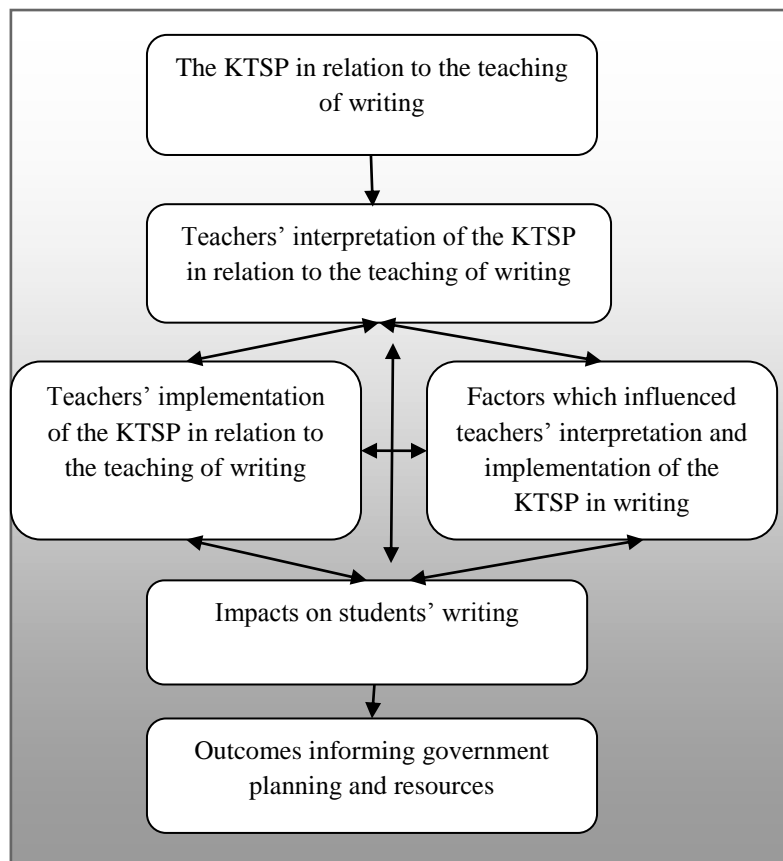 The KTSP in relation to the teaching
of writing
Teachers’ interpretation of the KTSP
in relation to the teaching of writing
Teachers’ implementation
of the KTSP in relation to
the teaching of writing
Factors which influenced
teachers’ interpretation and
implementation of the
KTSP in writing
Impacts on students’ writing
Outcomes informing government
planning and resources